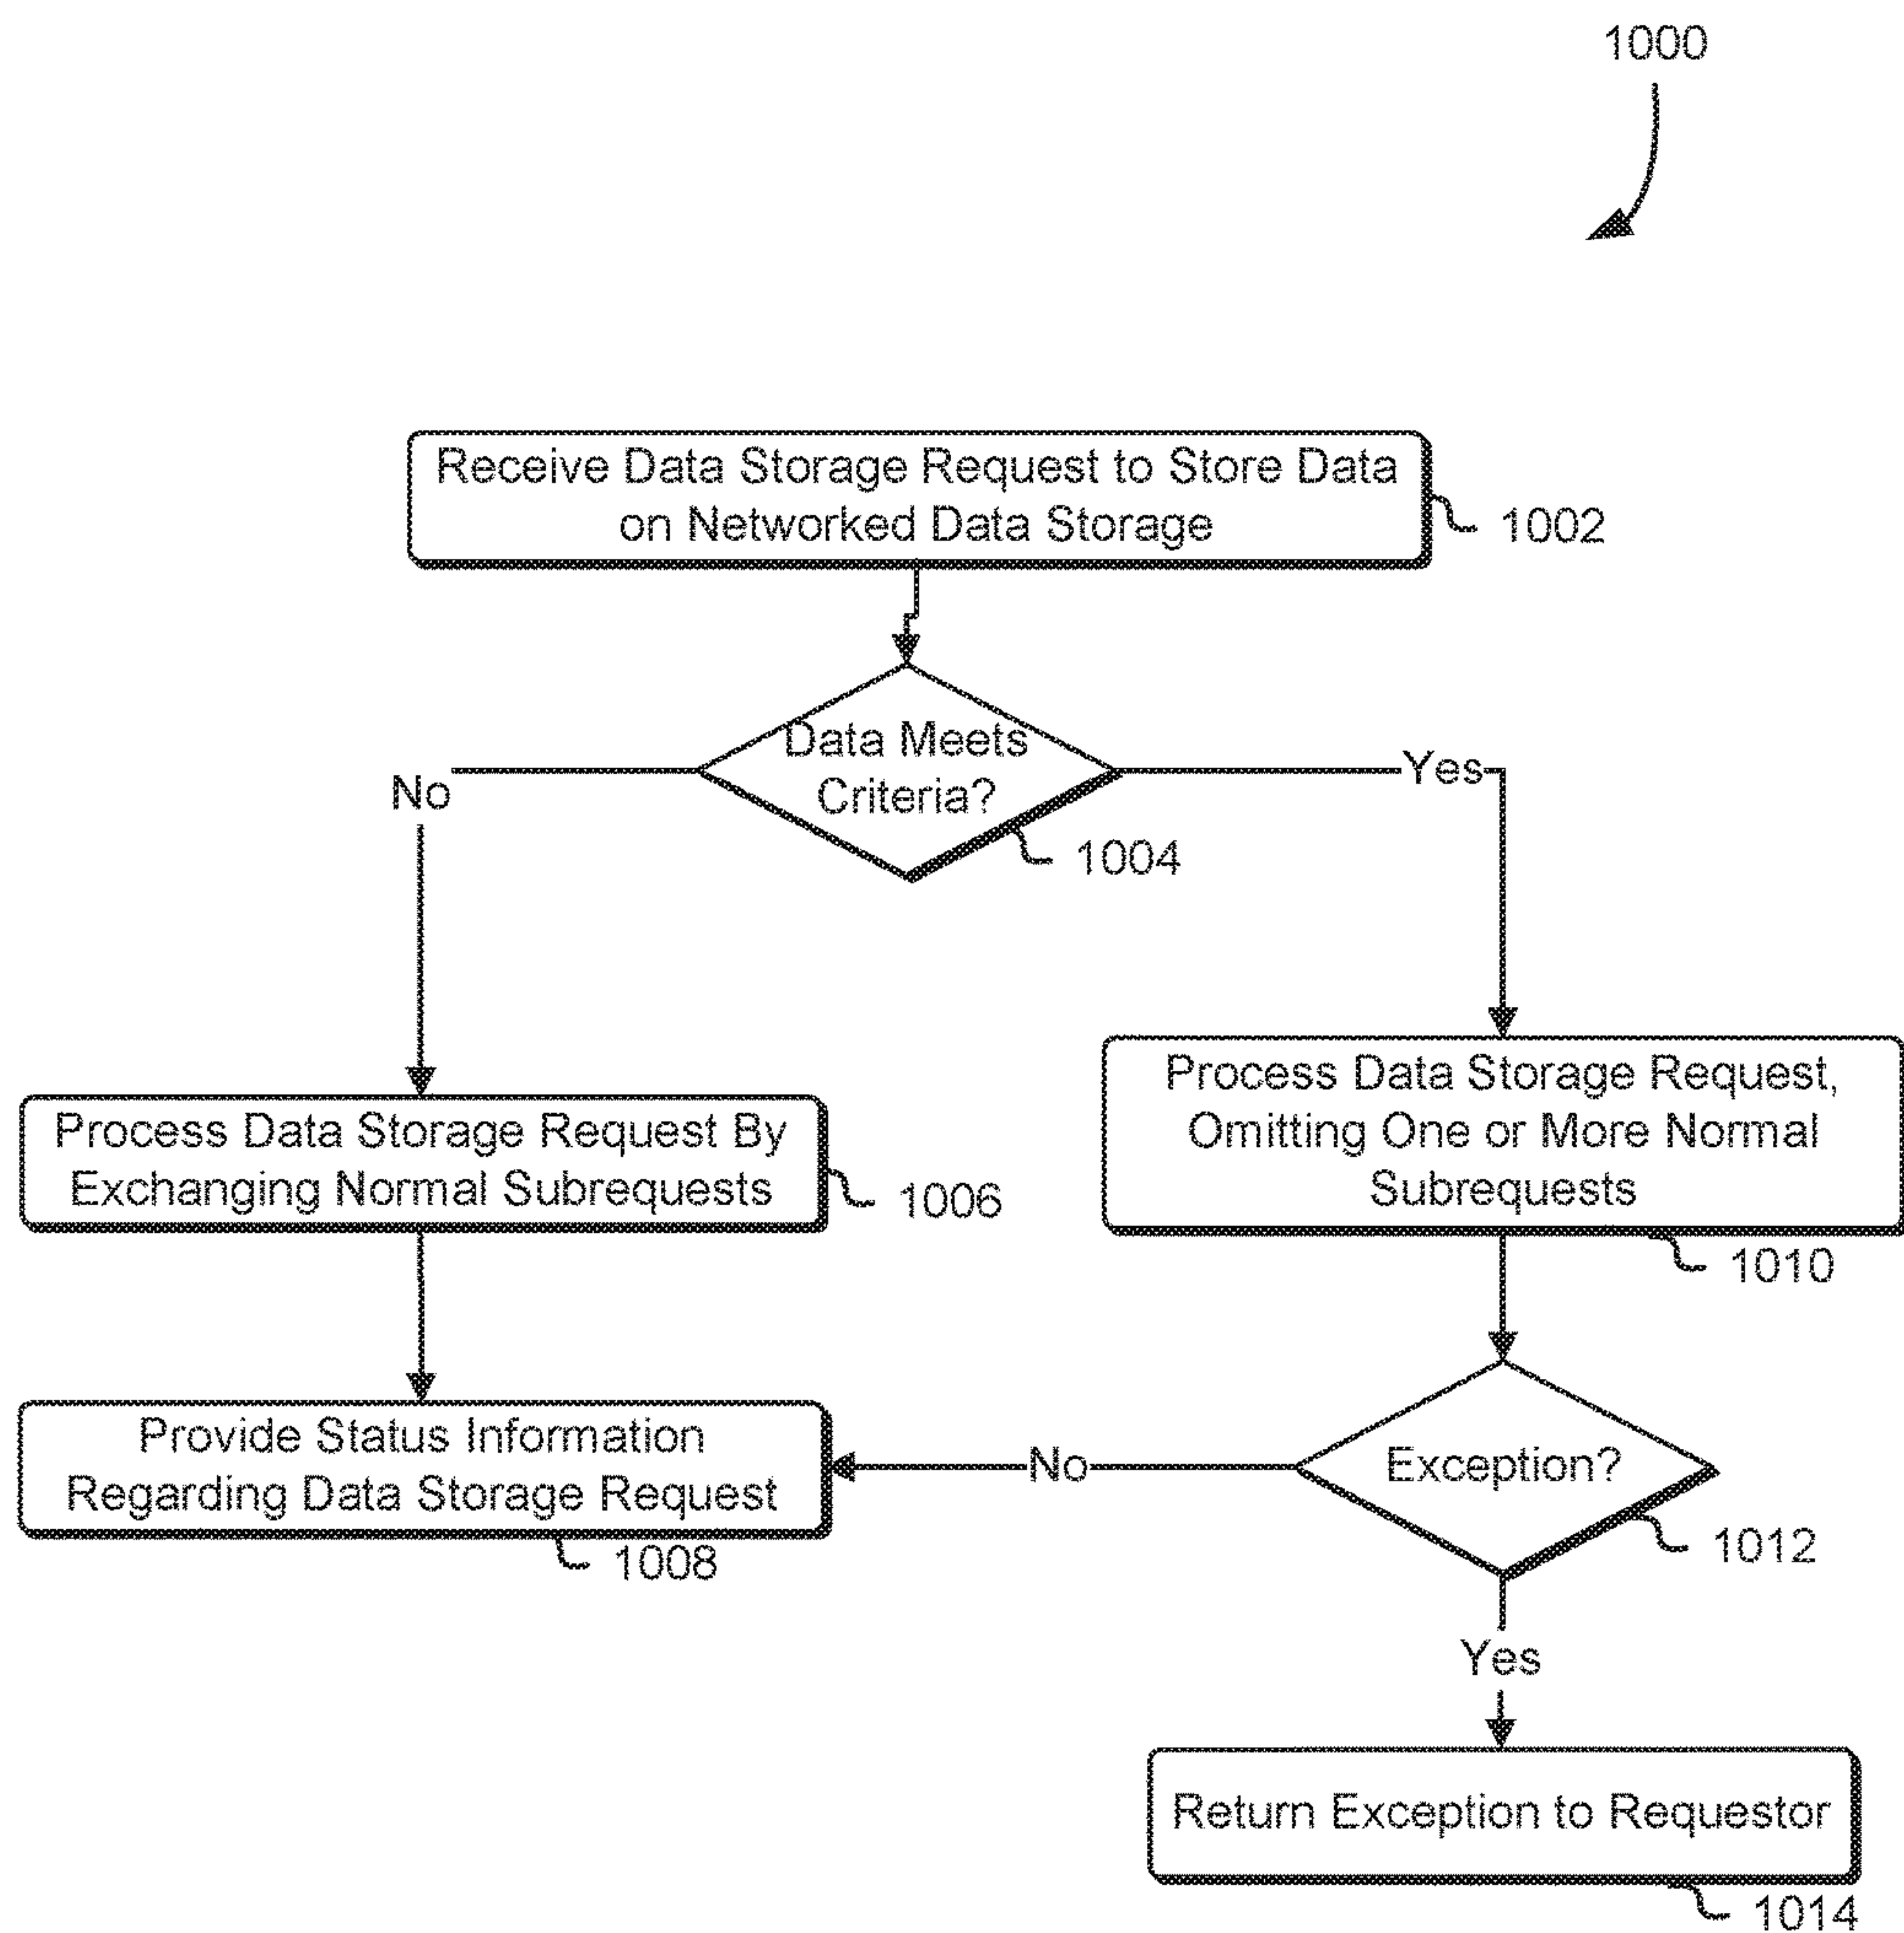 1000
Receive Data Storage Request to Store Data
on Networked Data Storage
1002
Data Meets
Criteria?
1004
No
Yes
Process Data Storage Request By
Exchanging Normal Subrequests
1006
Process Data Storage Request,
Omitting One or More Normal
Subrequests
1010
Provide Status Information
Regarding Data Storage Request
1008
No
Exception?
1012
Yes
Return Exception to Requestor
1014